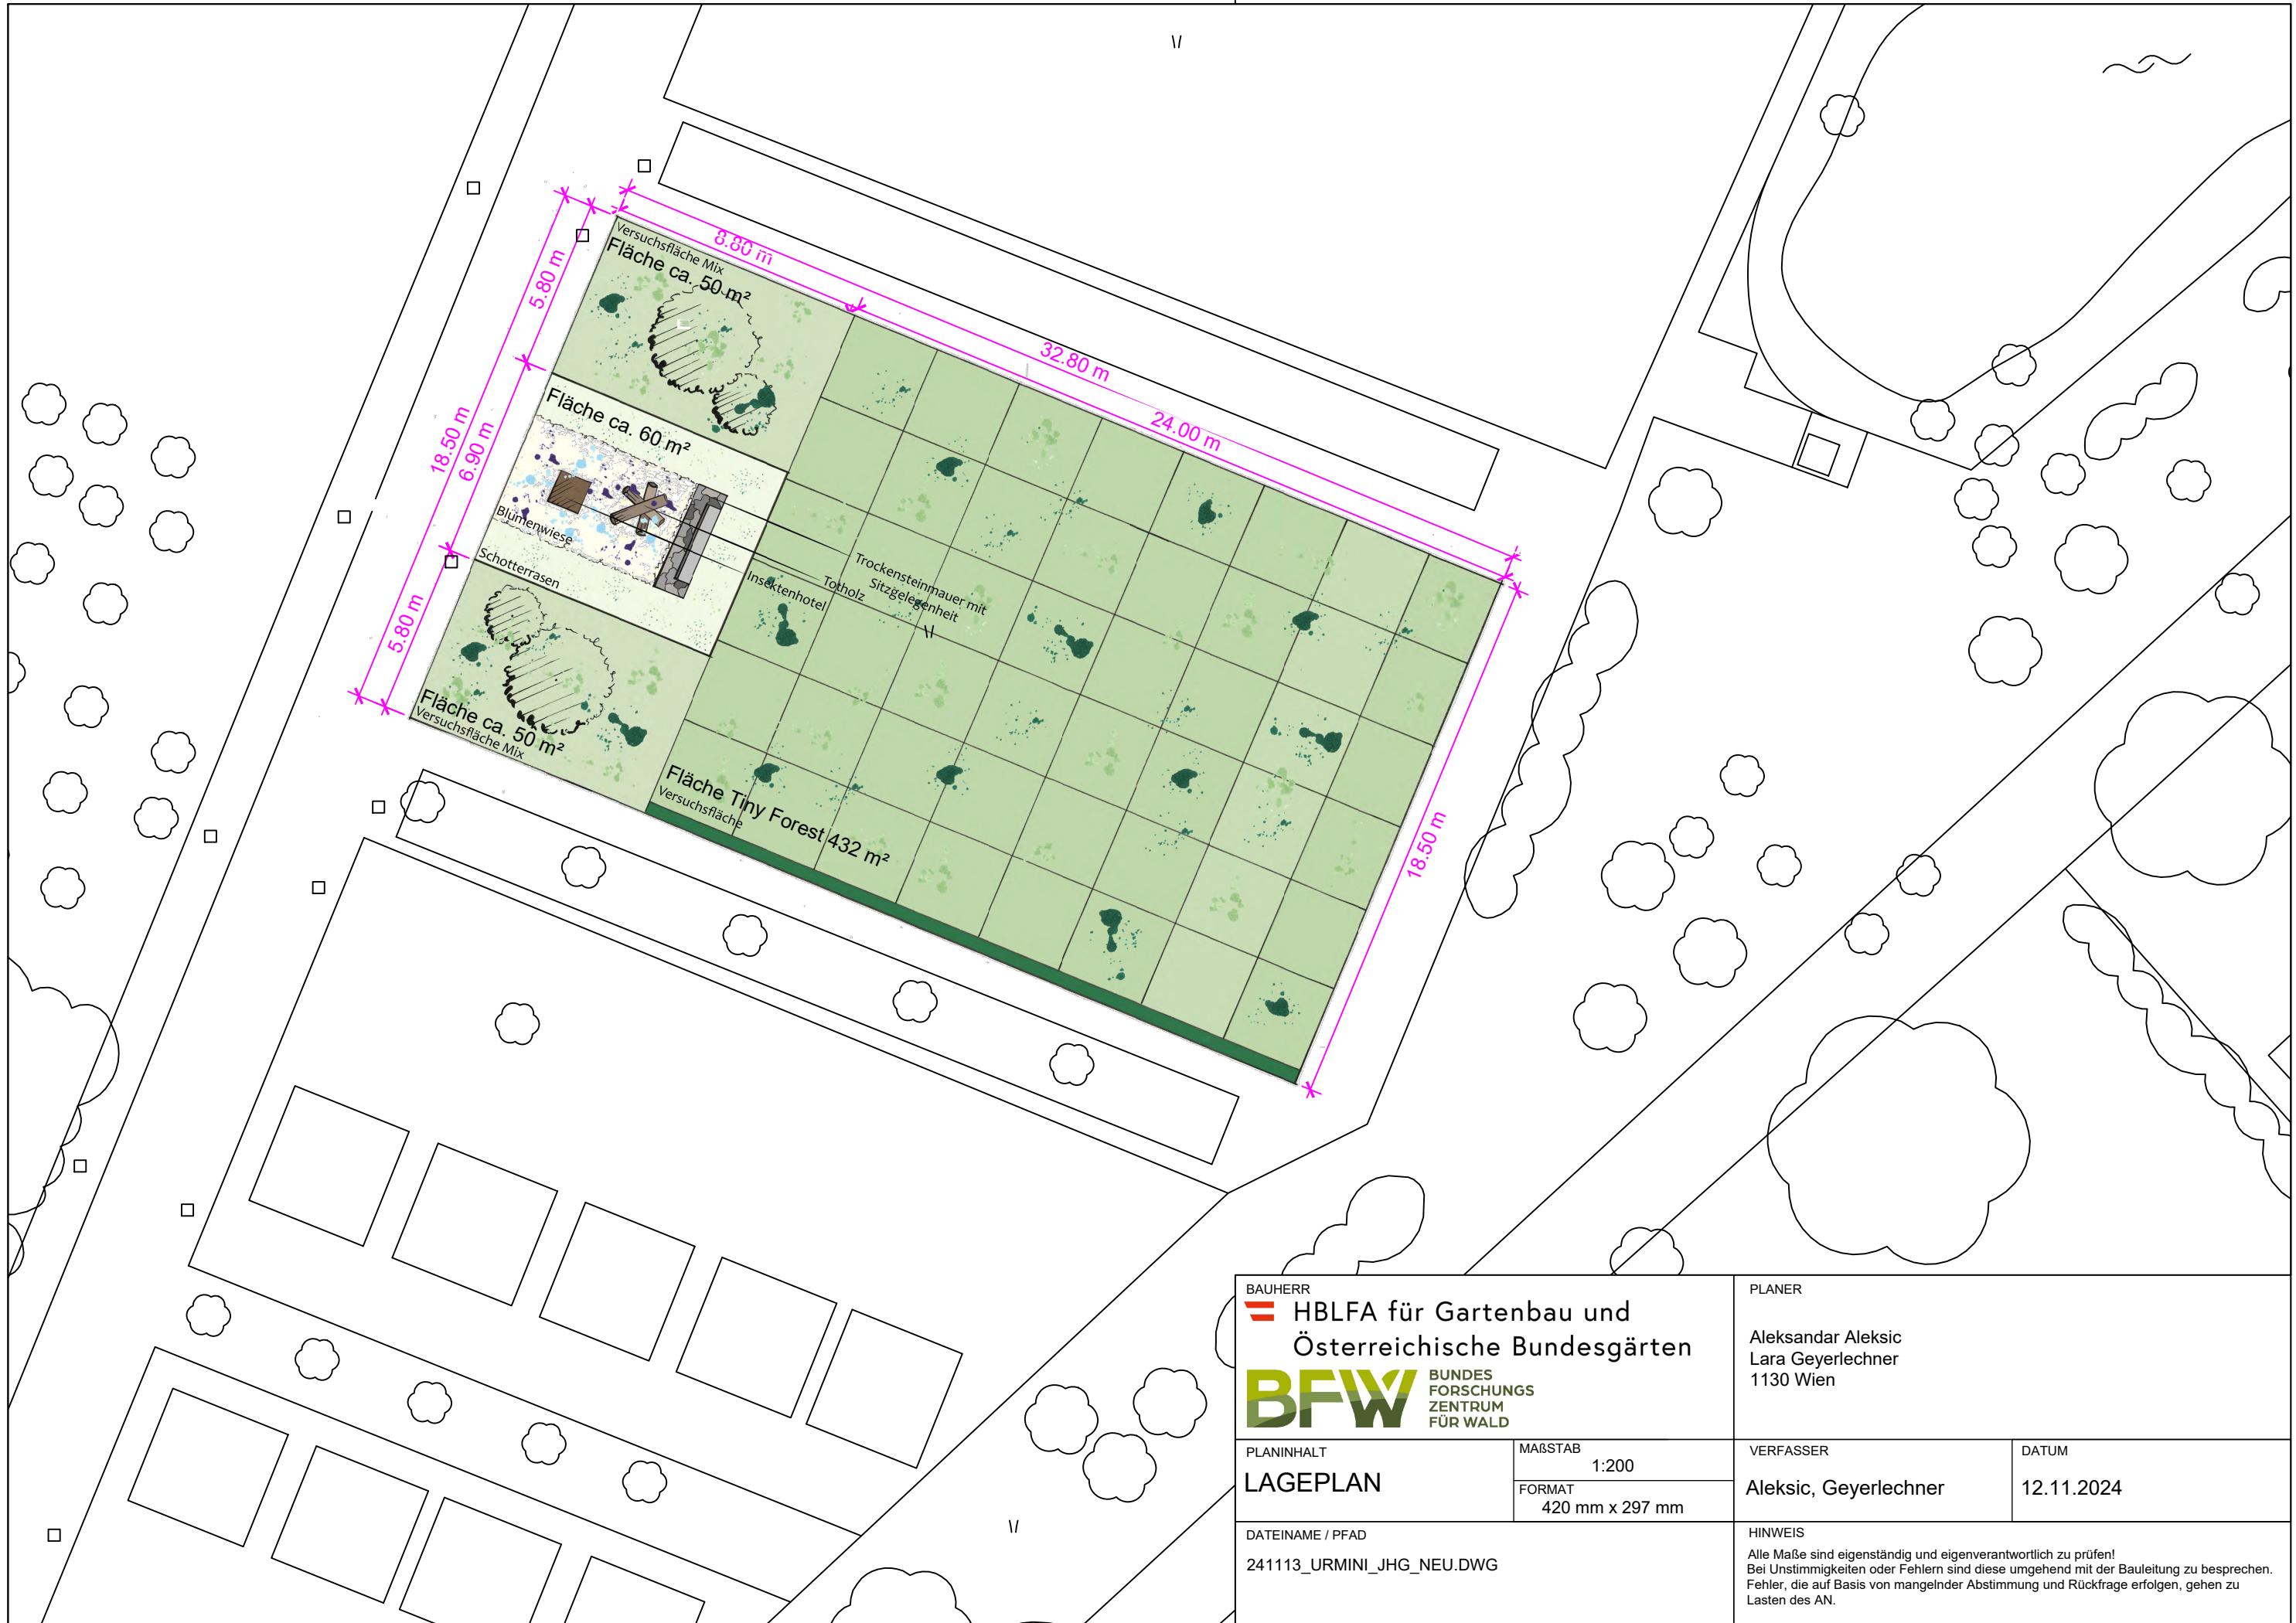 8.80 m
32.80 m
24.00 m
5.80 m
18.50 m
6.90 m
5.80 m
18.50 m
Versuchsfläche Mix
Fläche ca. 50 m²
Fläche ca. 60 m²
Blumenwiese
Schotterrasen
Insektenhotel
Totholz
Trockensteinmauer mit
Sitzgelegenheit
Fläche ca. 50 m²
Versuchsfläche Mix
Fläche Tiny Forest 432 m²
Versuchsfläche
BAUHERR
HBLFA für Gartenbau und
Österreichische Bundesgärten
BFW
BUNDES
FORSCHUNGS
ZENTRUM
FÜR WALD
PLANER
Aleksandar Aleksic
Lara Geyerlechner
1130 Wien
PLANINHALT
LAGEPLAN
MAßSTAB
1:200
FORMAT
420 mm x 297 mm
VERFASSER
Aleksic, Geyerlechner
DATUM
12.11.2024
DATEINAME / PFAD
241113_URMINI_JHG_NEU.DWG
HINWEIS
Alle Maße sind eigenständig und eigenverantwortlich zu prüfen!
Bei Unstimmigkeiten oder Fehlern sind diese umgehend mit der Bauleitung zu besprechen.
Fehler, die auf Basis von mangelnder Abstimmung und Rückfrage erfolgen, gehen zu
Lasten des AN.